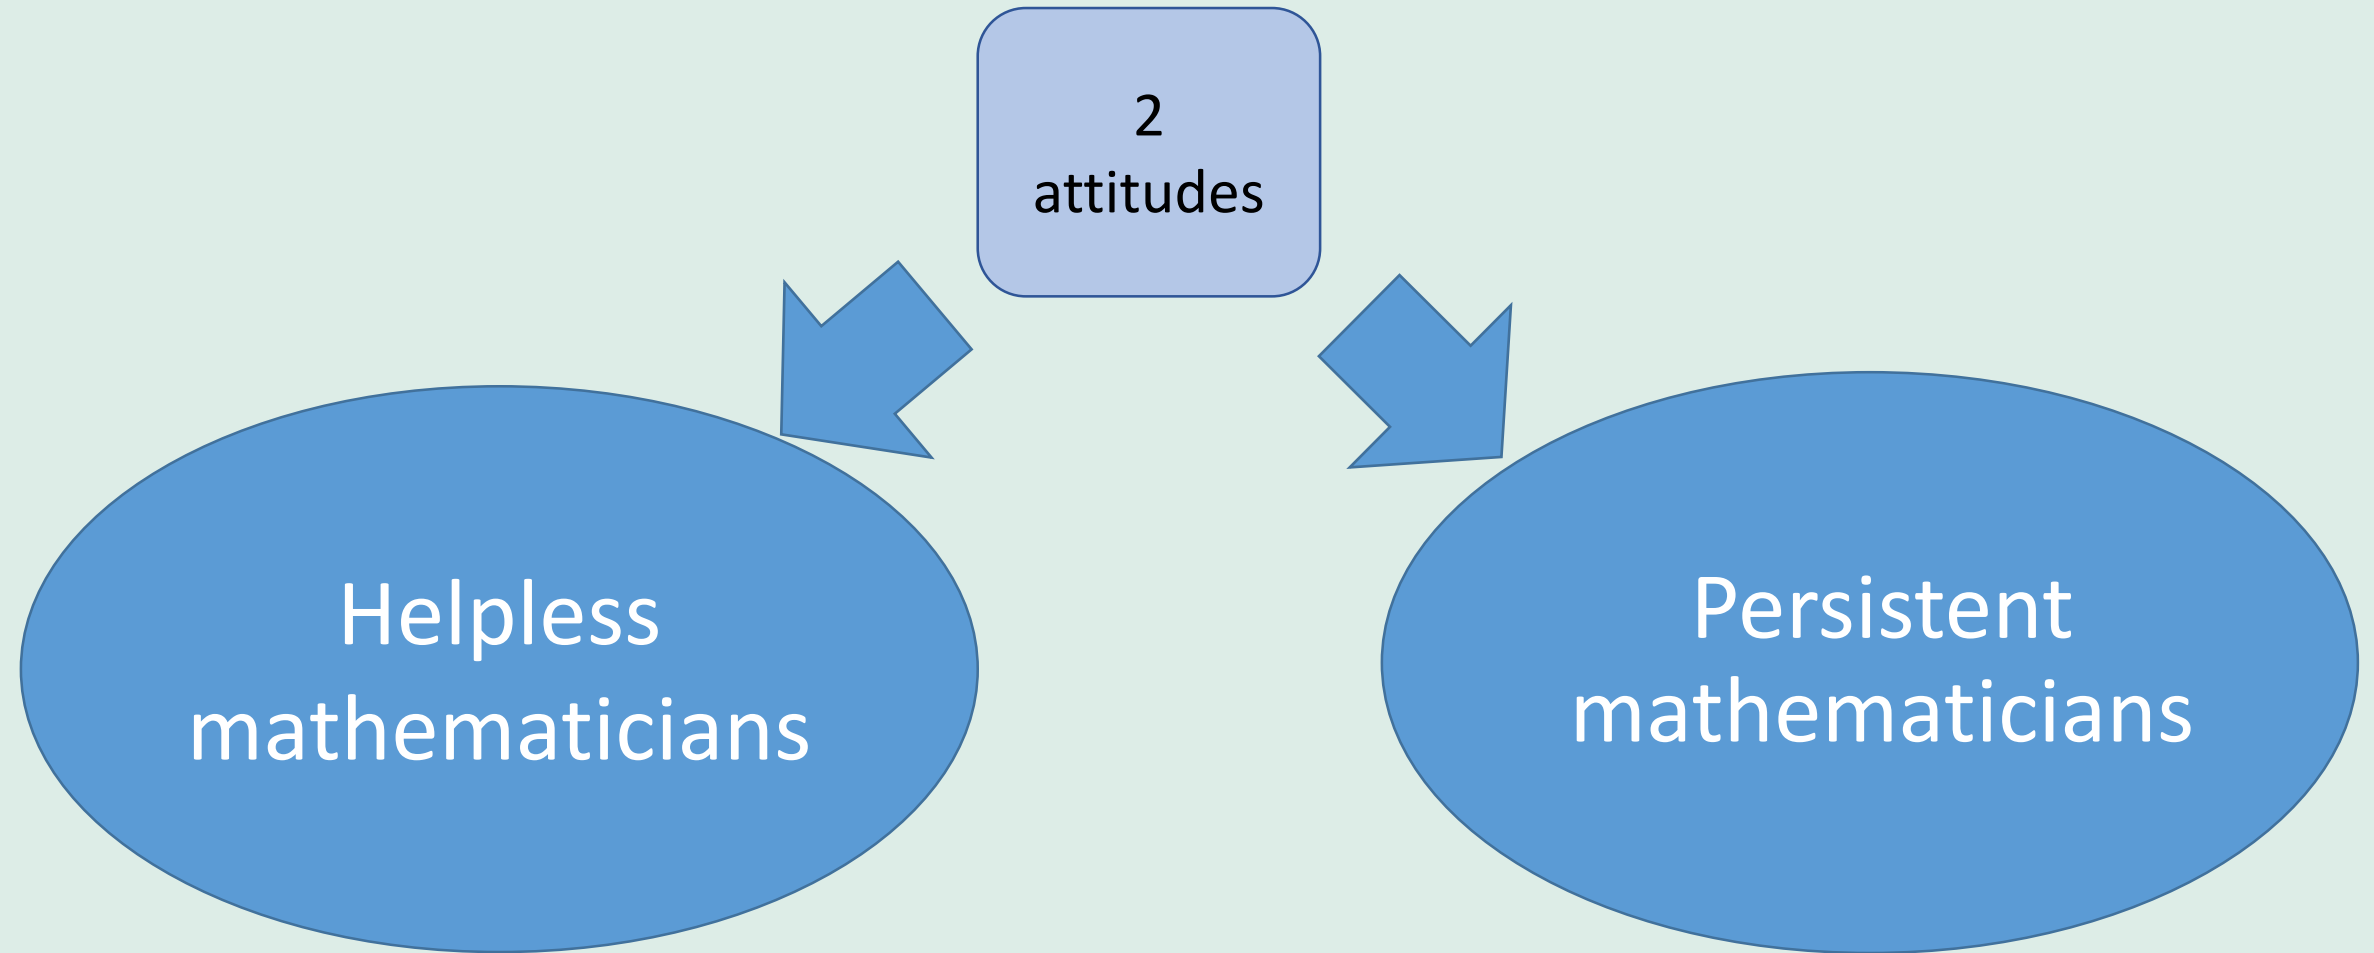 2
attitudes
Helpless
mathematicians
Persistent
mathematicians